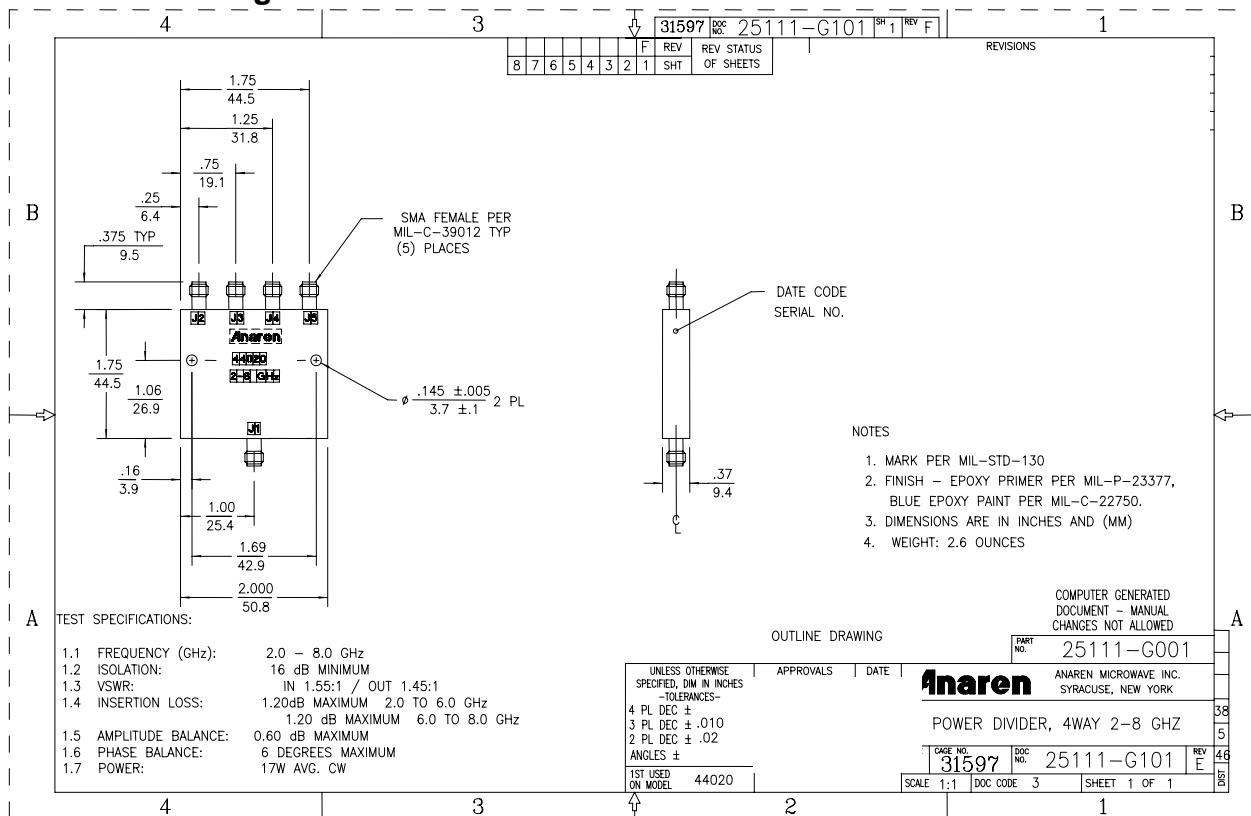 4
3
31597 DOC NO. 25111-G101 SH 1 REV F
1
F REV REV STATUS OF SHEETS
8 7 6 5 4 3 2 1 SHT
REVISIONS
1.75
44.5
1.25
31.8
.75
19.1
.25
6.4
.375 TYP
9.5
B
B
SMA FEMALE PER
MIL-C-39012 TYP
(5) PLACES
J2 J3 J4 J5
Anaren
44020
2-8 GHz
J1
1.75
44.5
1.06
26.9
ø .145 ±.005 2 PL
3.7 ±.1
.16
3.9
1.00
25.4
1.69
42.9
2.000
50.8
DATE CODE
SERIAL NO.
.37
9.4
CL
NOTES
1. MARK PER MIL-STD-130
2. FINISH - EPOXY PRIMER PER MIL-P-23377,
BLUE EPOXY PAINT PER MIL-C-22750.
3. DIMENSIONS ARE IN INCHES AND (MM)
4. WEIGHT: 2.6 OUNCES
A
A
TEST SPECIFICATIONS:
1.1 FREQUENCY (GHz): 2.0 - 8.0 GHz
1.2 ISOLATION: 16 dB MINIMUM
1.3 VSWR: IN 1.55:1 / OUT 1.45:1
1.4 INSERTION LOSS: 1.20dB MAXIMUM 2.0 TO 6.0 GHz
1.20 dB MAXIMUM 6.0 TO 8.0 GHz
1.5 AMPLITUDE BALANCE: 0.60 dB MAXIMUM
1.6 PHASE BALANCE: 6 DEGREES MAXIMUM
1.7 POWER: 17W AVG. CW
COMPUTER GENERATED
DOCUMENT - MANUAL
CHANGES NOT ALLOWED
OUTLINE DRAWING
PART NO. 25111-G001
UNLESS OTHERWISE
SPECIFIED, DIM IN INCHES
-TOLERANCES-
4 PL DEC ±
3 PL DEC ± .010
2 PL DEC ± .02
ANGLES ±
1ST USED ON MODEL 44020
APPROVALS DATE
Anaren
ANAREN MICROWAVE INC.
SYRACUSE, NEW YORK
POWER DIVIDER, 4WAY 2-8 GHZ
CAGE NO. 31597 DOC NO. 25111-G101 REV E
SCALE 1:1 DOC CODE 3 SHEET 1 OF 1
38
5
46
DIST
4
3
2
1